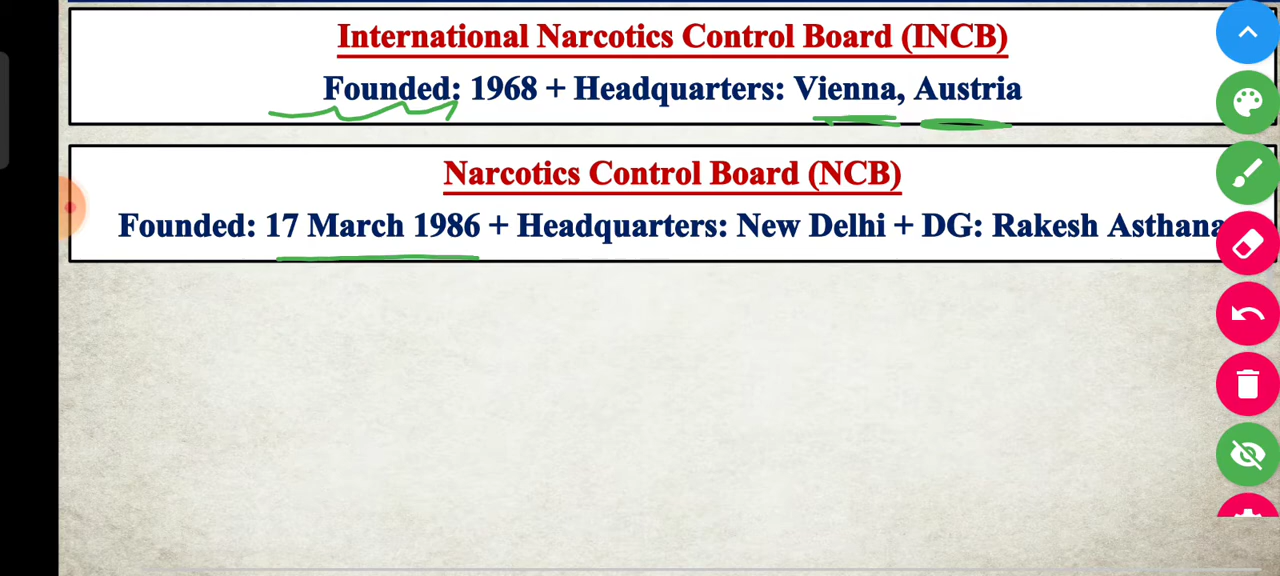 International Narcotics Control Board (INCB)
Founded: 1968 + Headquarters: Vienna, Austria
Narcotics Control Board (NCB)
Founded: 17 March 1986 + Headquarters: New Delhi + DG: Rakesh Asthana